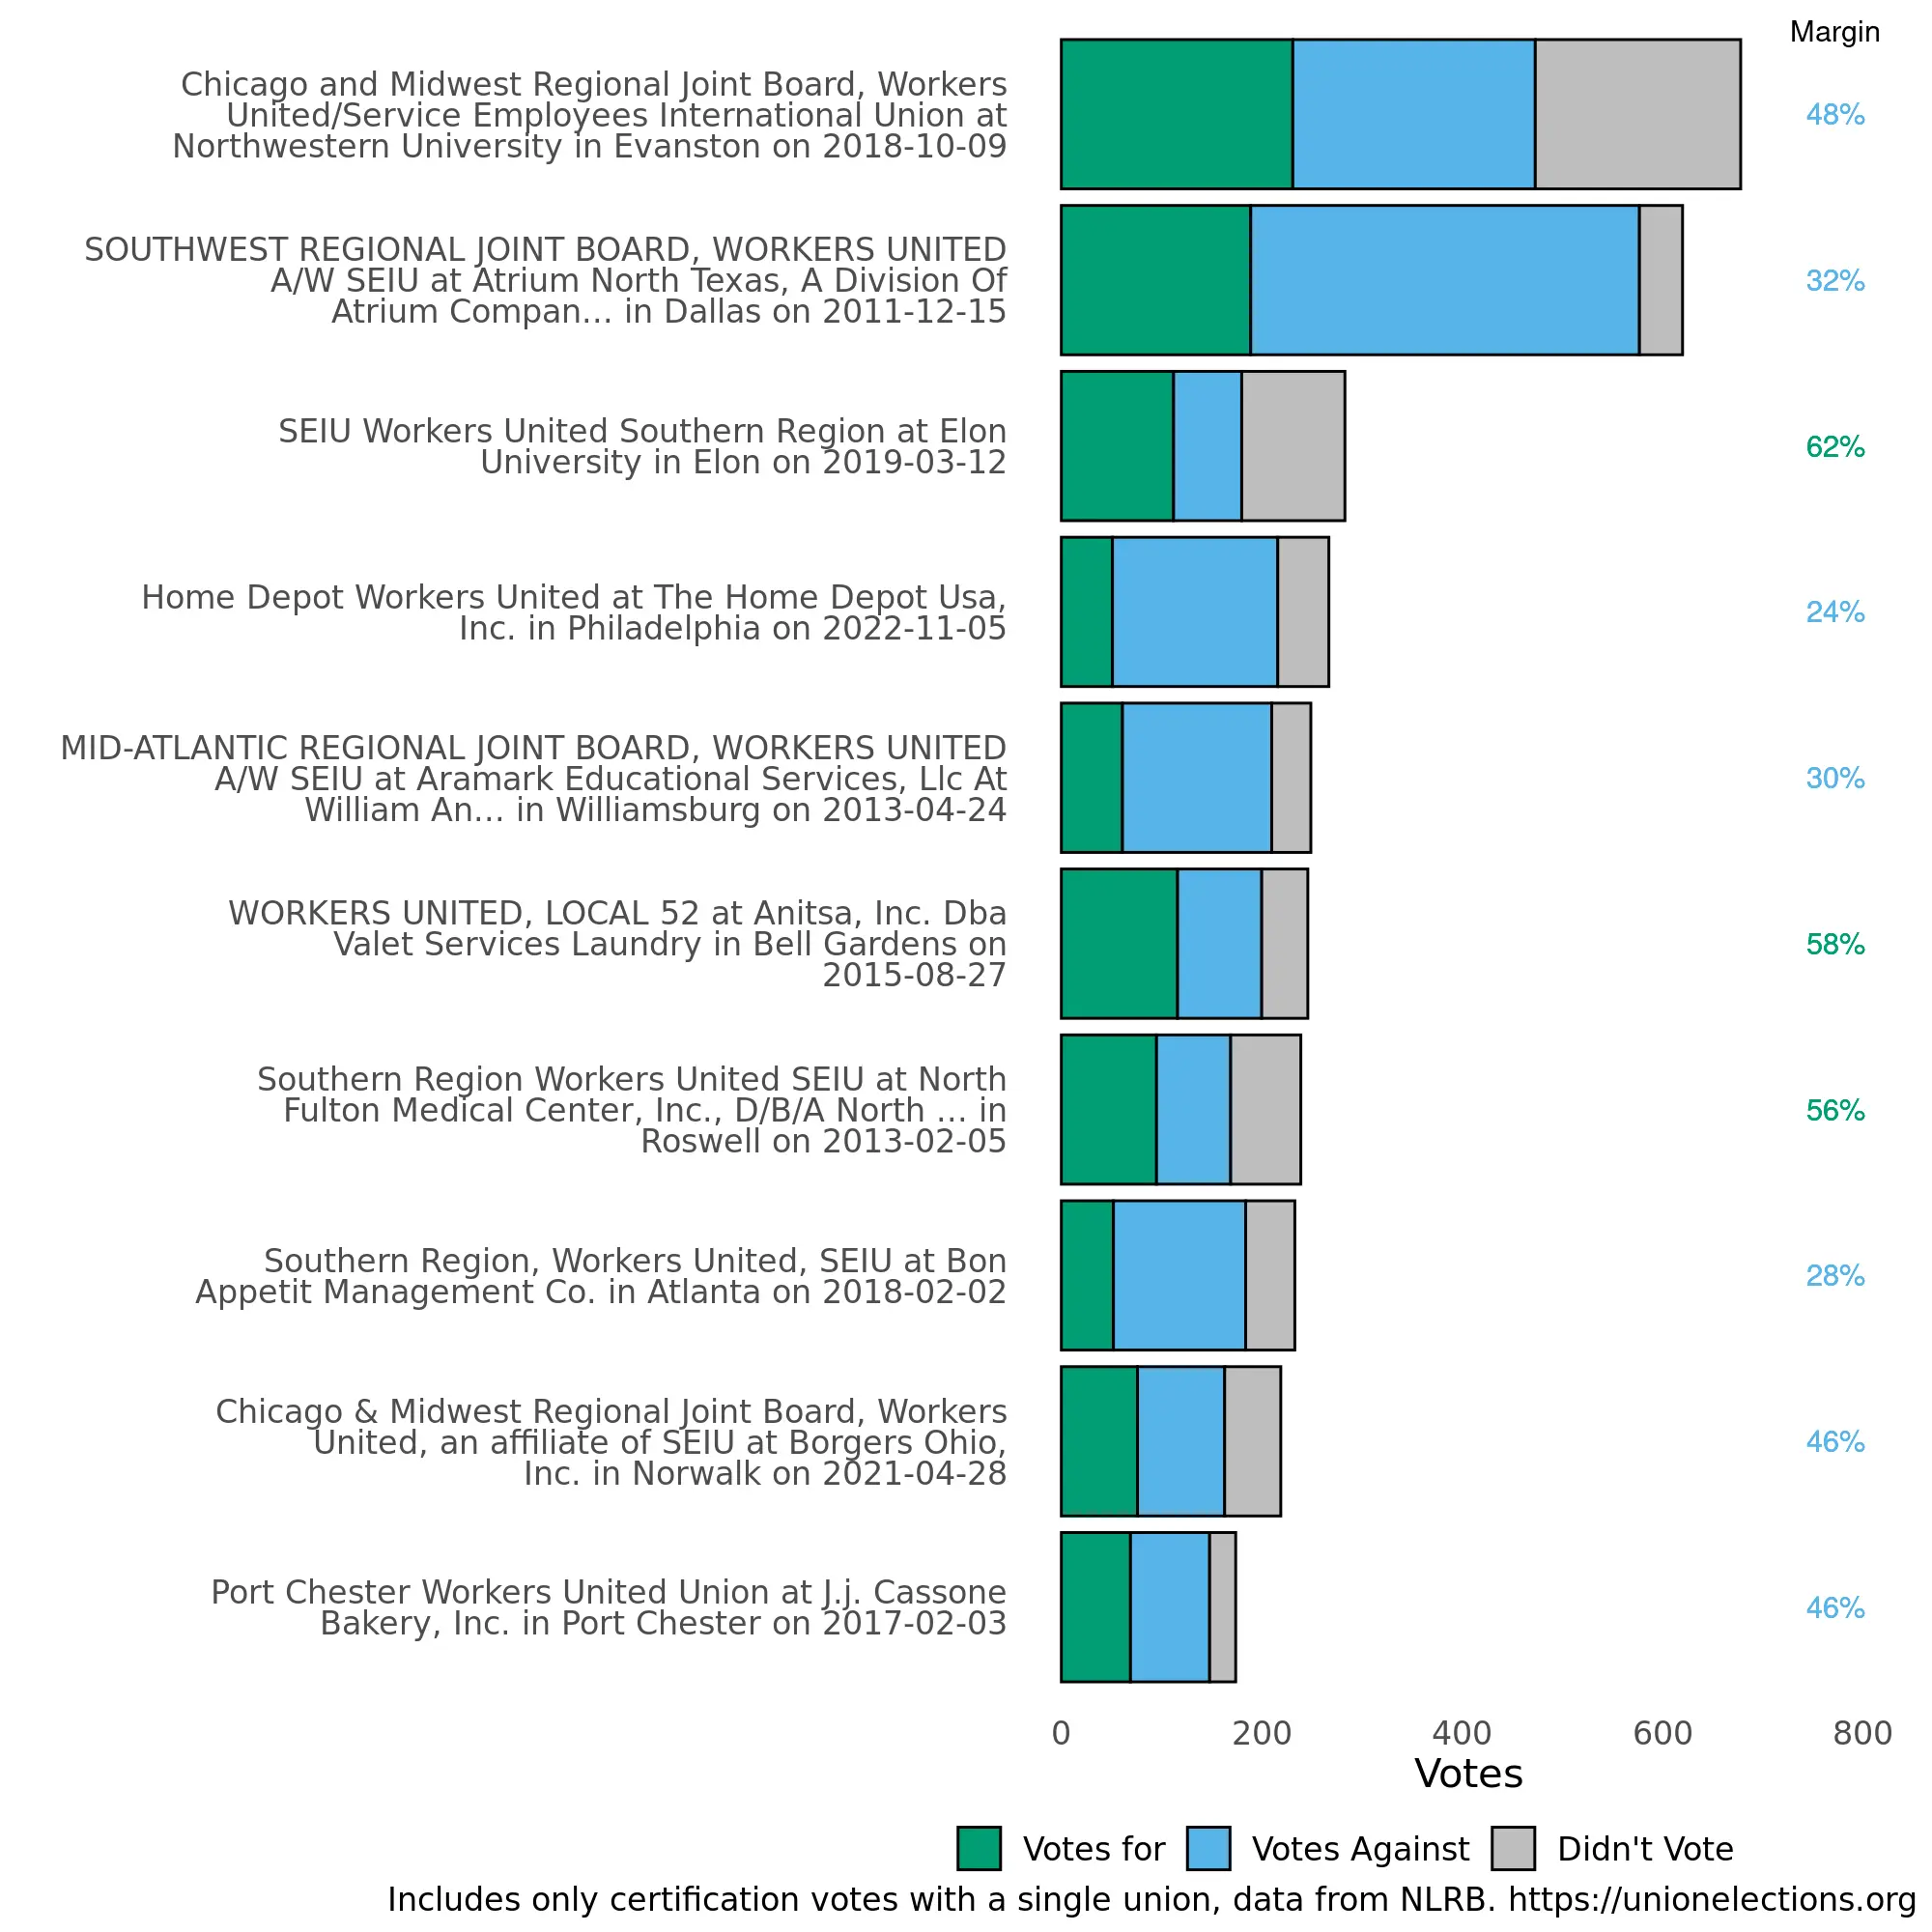 Margin
Chicago and Midwest Regional Joint Board, Workers
United/Service Employees International Union at
Northwestern University in Evanston on 2018-10-09
48%
SOUTHWEST REGIONAL JOINT BOARD, WORKERS UNITED
A/W SEIU at Atrium North Texas, A Division Of
Atrium Compan... in Dallas on 2011-12-15
32%
SEIU Workers United Southern Region at Elon
University in Elon on 2019-03-12
62%
Home Depot Workers United at The Home Depot Usa,
Inc. in Philadelphia on 2022-11-05
24%
MID-ATLANTIC REGIONAL JOINT BOARD, WORKERS UNITED
A/W SEIU at Aramark Educational Services, Llc At
William An... in Williamsburg on 2013-04-24
30%
WORKERS UNITED, LOCAL 52 at Anitsa, Inc. Dba
Valet Services Laundry in Bell Gardens on
2015-08-27
58%
Southern Region Workers United SEIU at North
Fulton Medical Center, Inc., D/B/A North ... in
Roswell on 2013-02-05
56%
Southern Region, Workers United, SEIU at Bon
Appetit Management Co. in Atlanta on 2018-02-02
28%
Chicago & Midwest Regional Joint Board, Workers
United, an affiliate of SEIU at Borgers Ohio,
Inc. in Norwalk on 2021-04-28
46%
Port Chester Workers United Union at J.j. Cassone
Bakery, Inc. in Port Chester on 2017-02-03
46%
0 200 400 600 800
Votes
Votes for Votes Against Didn't Vote
Includes only certification votes with a single union, data from NLRB. https://unionelections.org